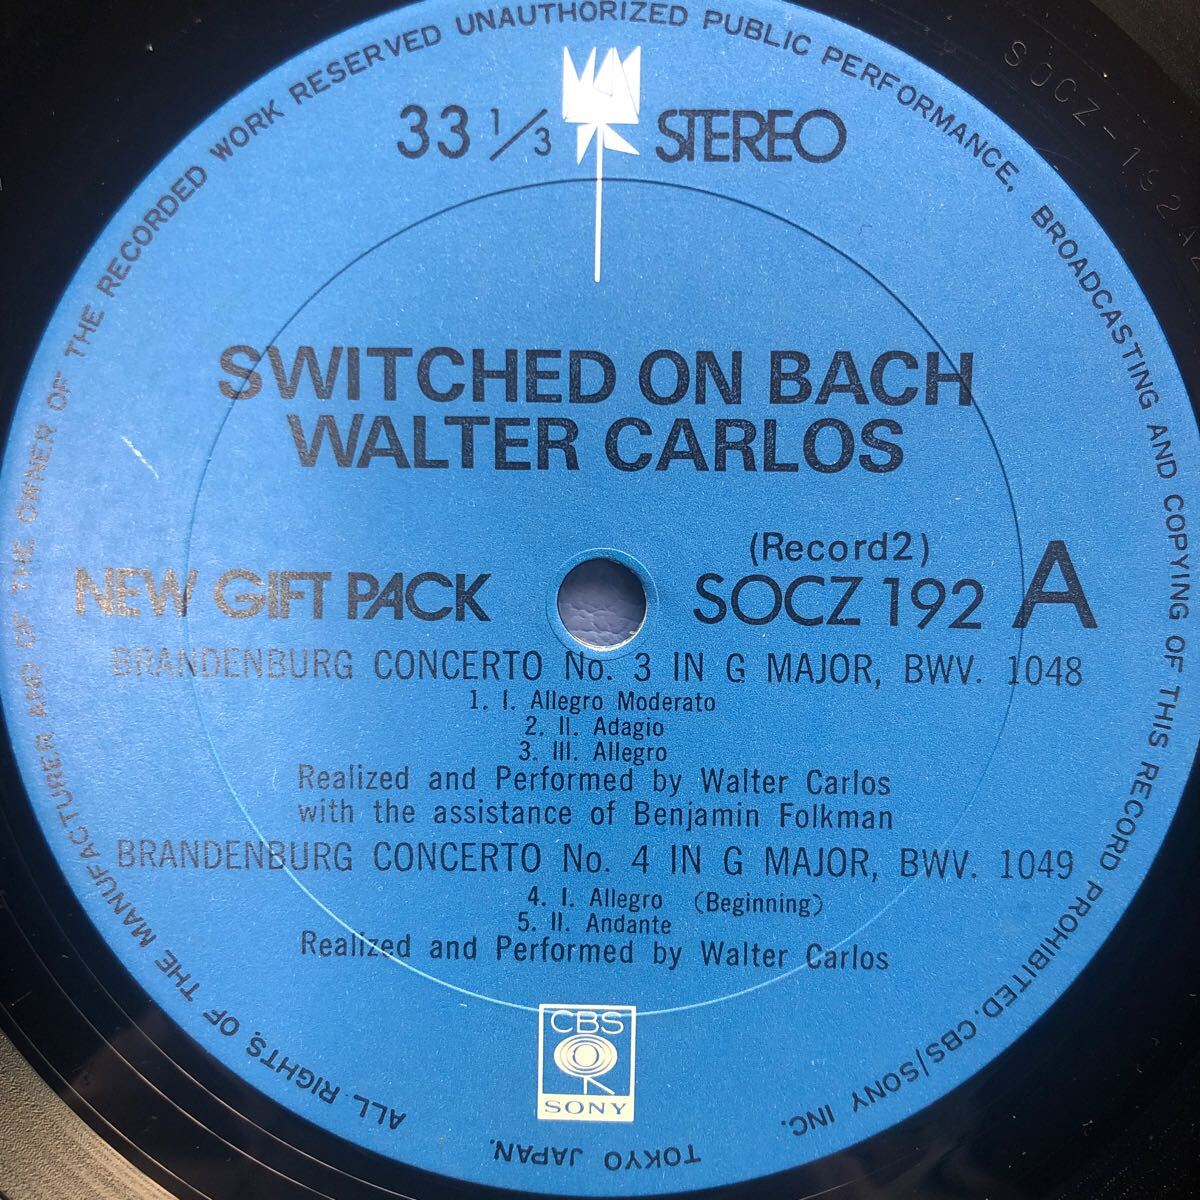 ALL RIGHTS OF THE MANUFACTURER AND OF THE OWNER OF THE RECORDED WORK RESERVED UNAUTHORIZED PUBLIC PERFORMANCE, BROADCASTING AND COPYING OF THIS RECORD PROHIBITED. CBS/SONY INC.
TOKYO JAPAN.
33 1/3 STEREO
SWITCHED ON BACH
WALTER CARLOS
NEW GIFT PACK
(Record2)
SOCZ 192 A
BRANDENBURG CONCERTO No. 3 IN G MAJOR, BWV. 1048
1. I. Allegro Moderato
2. II. Adagio
3. III. Allegro
Realized and Performed by Walter Carlos
with the assistance of Benjamin Folkman
BRANDENBURG CONCERTO No. 4 IN G MAJOR, BWV. 1049
4. I. Allegro (Beginning)
5. II. Andante
Realized and Performed by Walter Carlos
CBS
SONY